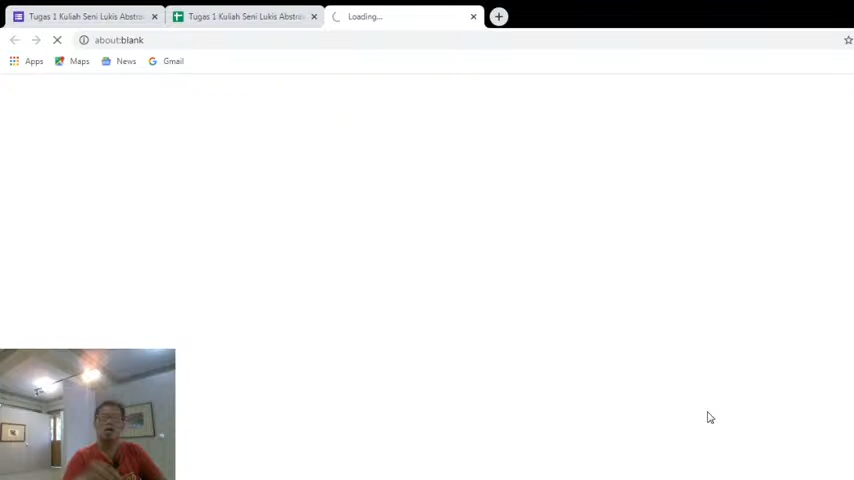 Tugas 1 Kuliah Seni Lukis Abstra
Tugas 1 Kuliah Seni Lukis Abstra
Loading...
about:blank
Apps
Maps
News
Gmail